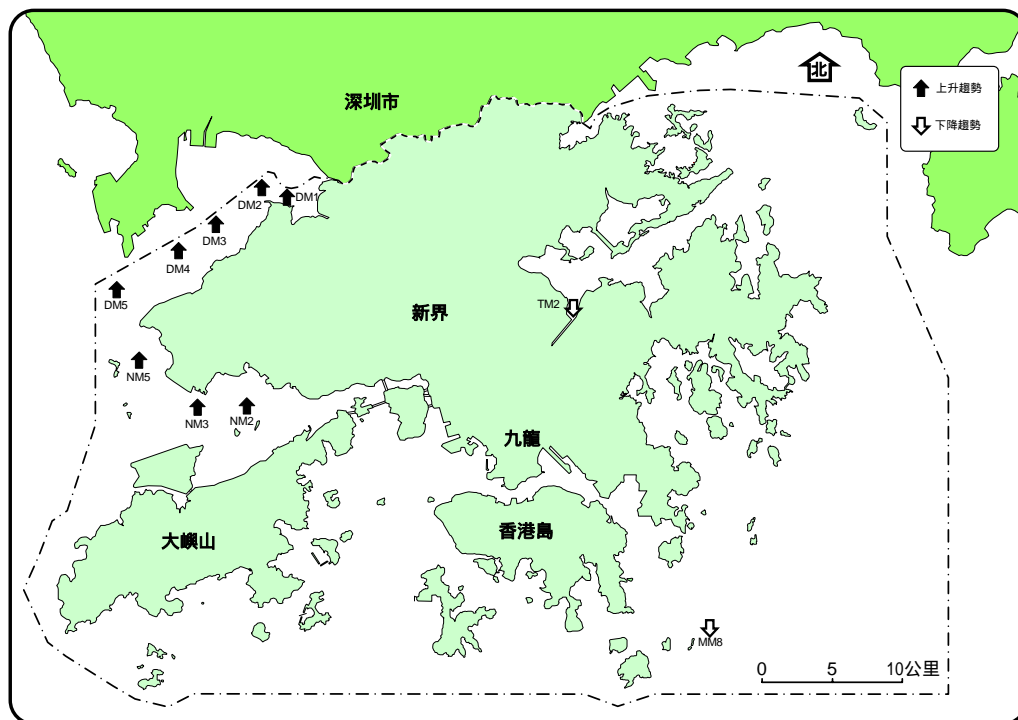 北
上升趨勢
下降趨勢
深圳市
DM2
DM1
DM3
DM4
DM5
新界
TM2
NM5
NM3
NM2
九龍
大嶼山
香港島
MM8
0 5 10公里